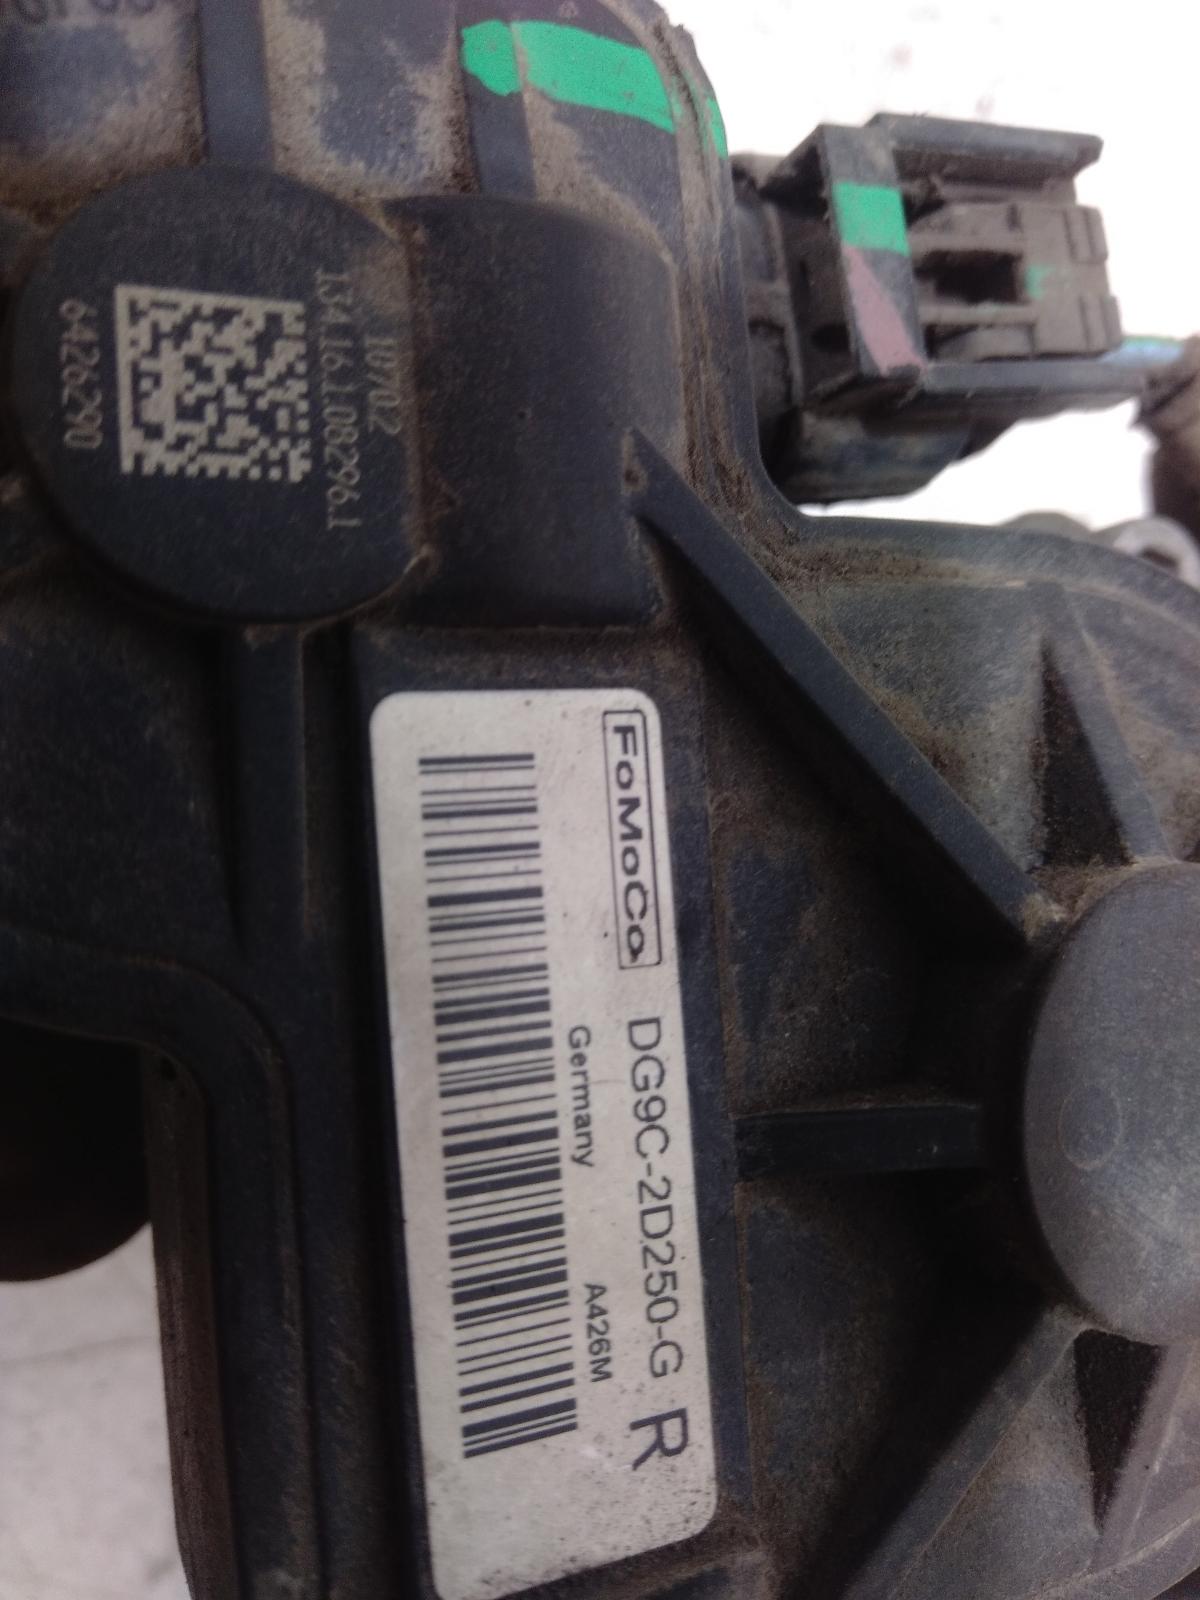 10702
13416108296.1
6426290
FoMoCo DG9C-2D250-G R
Germany A426M